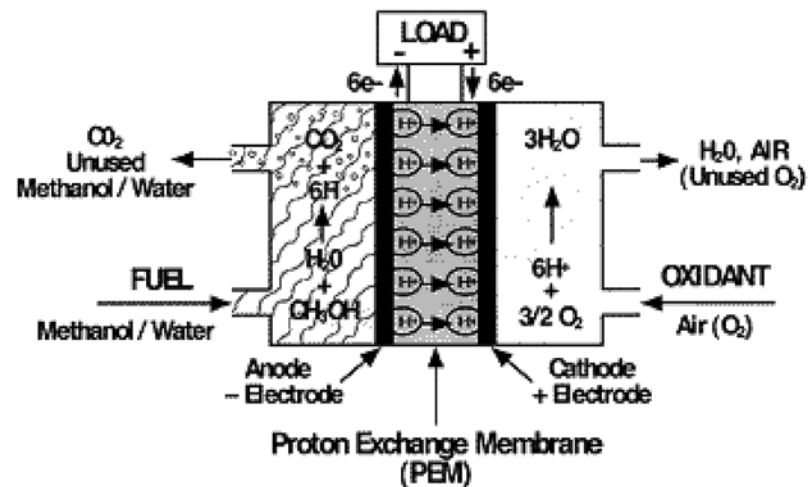 LOAD
- +
6e- 6e-
CO₂
Unused
Methanol / Water
CO₂
+
6H
H₂0
+
CH₃OH
FUEL
Methanol / Water
H+ H+
H+ H+
H+ H+
H+ H+
H+ H+
H+ H+
H+ H+
3H₂O
6H+
+
3/2 O₂
H₂0, AIR
(Unused O₂)
OXIDANT
Air (O₂)
Anode
– Electrode
Cathode
+ Electrode
Proton Exchange Membrane
(PEM)